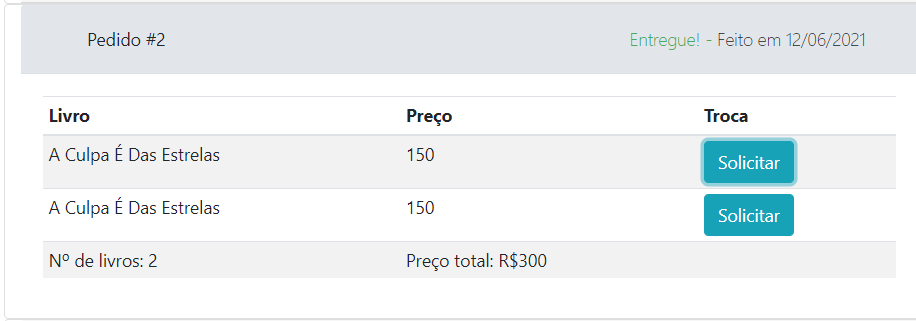 Pedido #2 Entregue! - Feito em 12/06/2021
Livro Preço Troca
A Culpa É Das Estrelas 150 Solicitar
A Culpa É Das Estrelas 150 Solicitar
Nº de livros: 2 Preço total: R$300